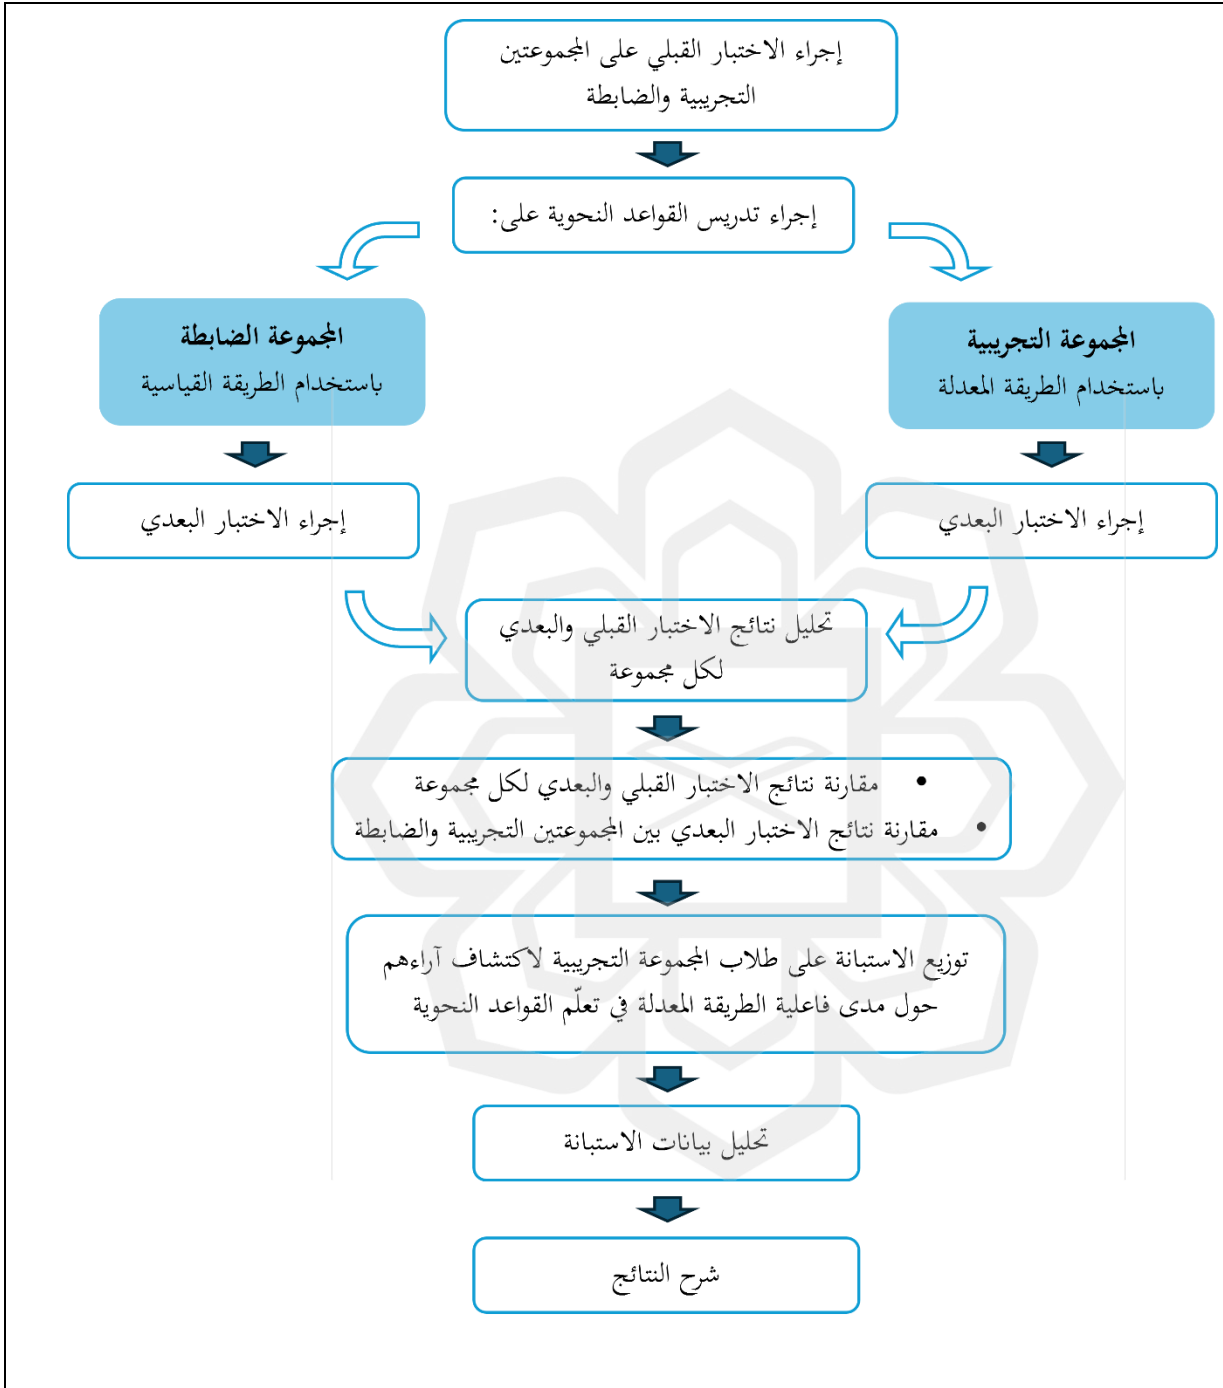 إجراء الاختبار القبلي على المجموعتين
التجريبية والضابطة
إجراء تدريس القواعد النحوية على:
المجموعة التجريبية
باستخدام الطريقة المعدلة
المجموعة الضابطة
باستخدام الطريقة القياسية
إجراء الاختبار البعدي
إجراء الاختبار البعدي
تحليل نتائج الاختبار القبلي والبعدي
لكل مجموعة
• مقارنة نتائج الاختبار القبلي والبعدي لكل مجموعة
• مقارنة نتائج الاختبار البعدي بين المجموعتين التجريبية والضابطة
توزيع الاستبانة على طلاب المجموعة التجريبية لاكتشاف آراءهم
حول مدى فاعلية الطريقة المعدلة في تعلّم القواعد النحوية
تحليل بيانات الاستبانة
شرح النتائج